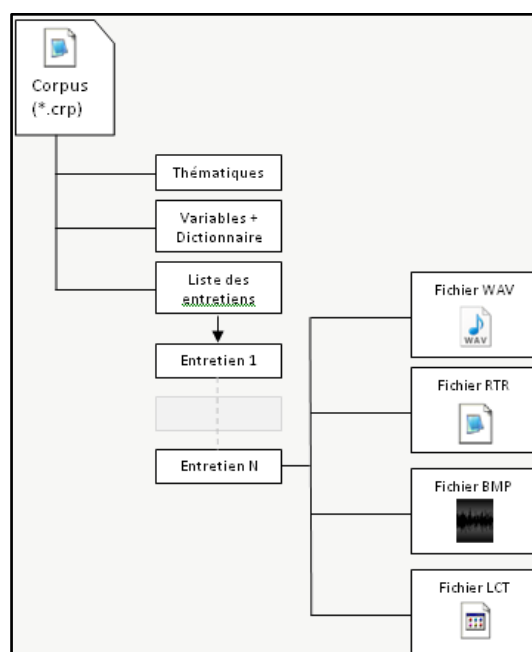 Corpus
(*.crp)
Thématiques
Variables +
Dictionnaire
Liste des
entretiens
Entretien 1
Entretien N
Fichier WAV
WAV
Fichier RTR
Fichier BMP
Fichier LCT